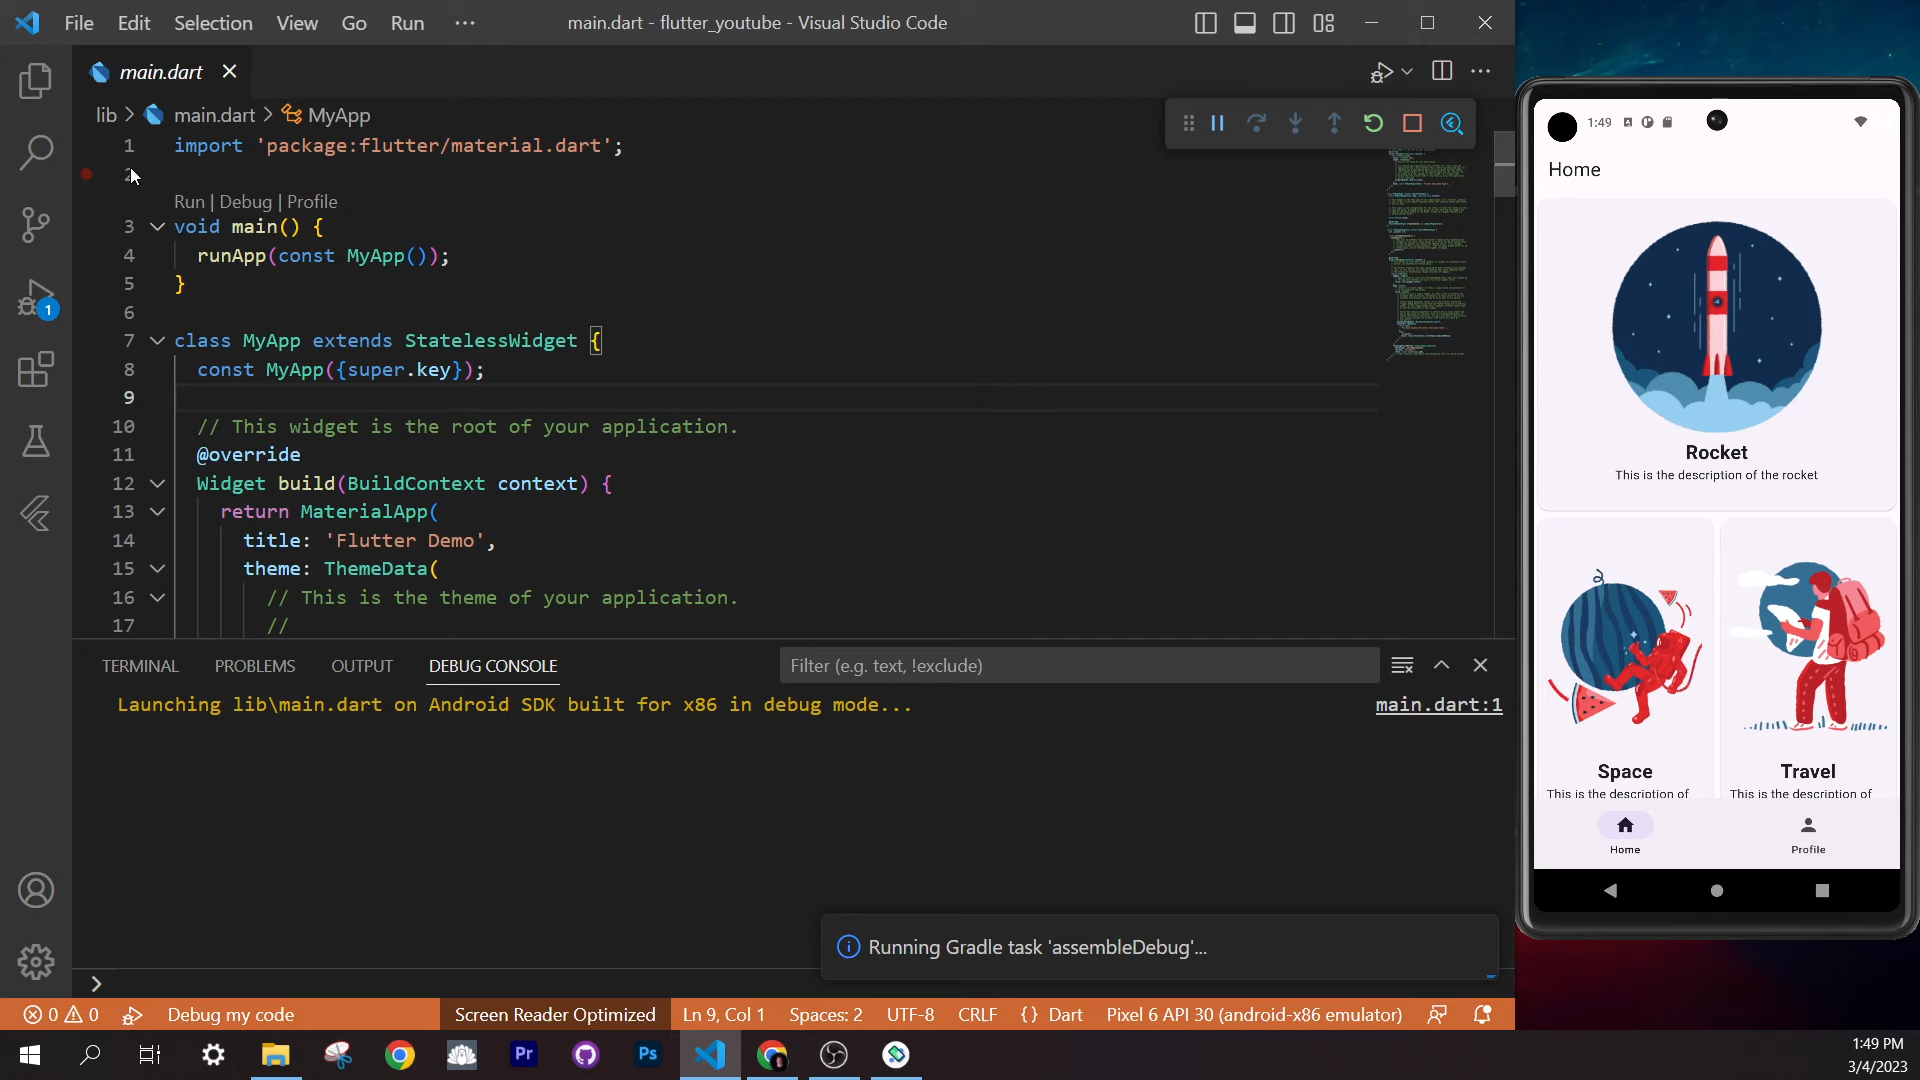 File Edit Selection View Go Run ··· main.dart - flutter_youtube - Visual Studio Code
main.dart
lib > main.dart > MyApp
1 import 'package:flutter/material.dart';
2
Run | Debug | Profile
3 void main() {
4 runApp(const MyApp());
5 }
6
7 class MyApp extends StatelessWidget {
8 const MyApp({super.key});
9
10 // This widget is the root of your application.
11 @override
12 Widget build(BuildContext context) {
13 return MaterialApp(
14 title: 'Flutter Demo',
15 theme: ThemeData(
16 // This is the theme of your application.
17 //
TERMINAL PROBLEMS OUTPUT DEBUG CONSOLE Filter (e.g. text, !exclude)
Launching lib\main.dart on Android SDK built for x86 in debug mode... main.dart:1
Running Gradle task 'assembleDebug'...
1
0 0 Debug my code Screen Reader Optimized Ln 9, Col 1 Spaces: 2 UTF-8 CRLF {} Dart Pixel 6 API 30 (android-x86 emulator)
1:49
Home
Rocket
This is the description of the rocket
Space
This is the description of
Travel
This is the description of
Home
Profile
Pr
Ps
1:49 PM
3/4/2023